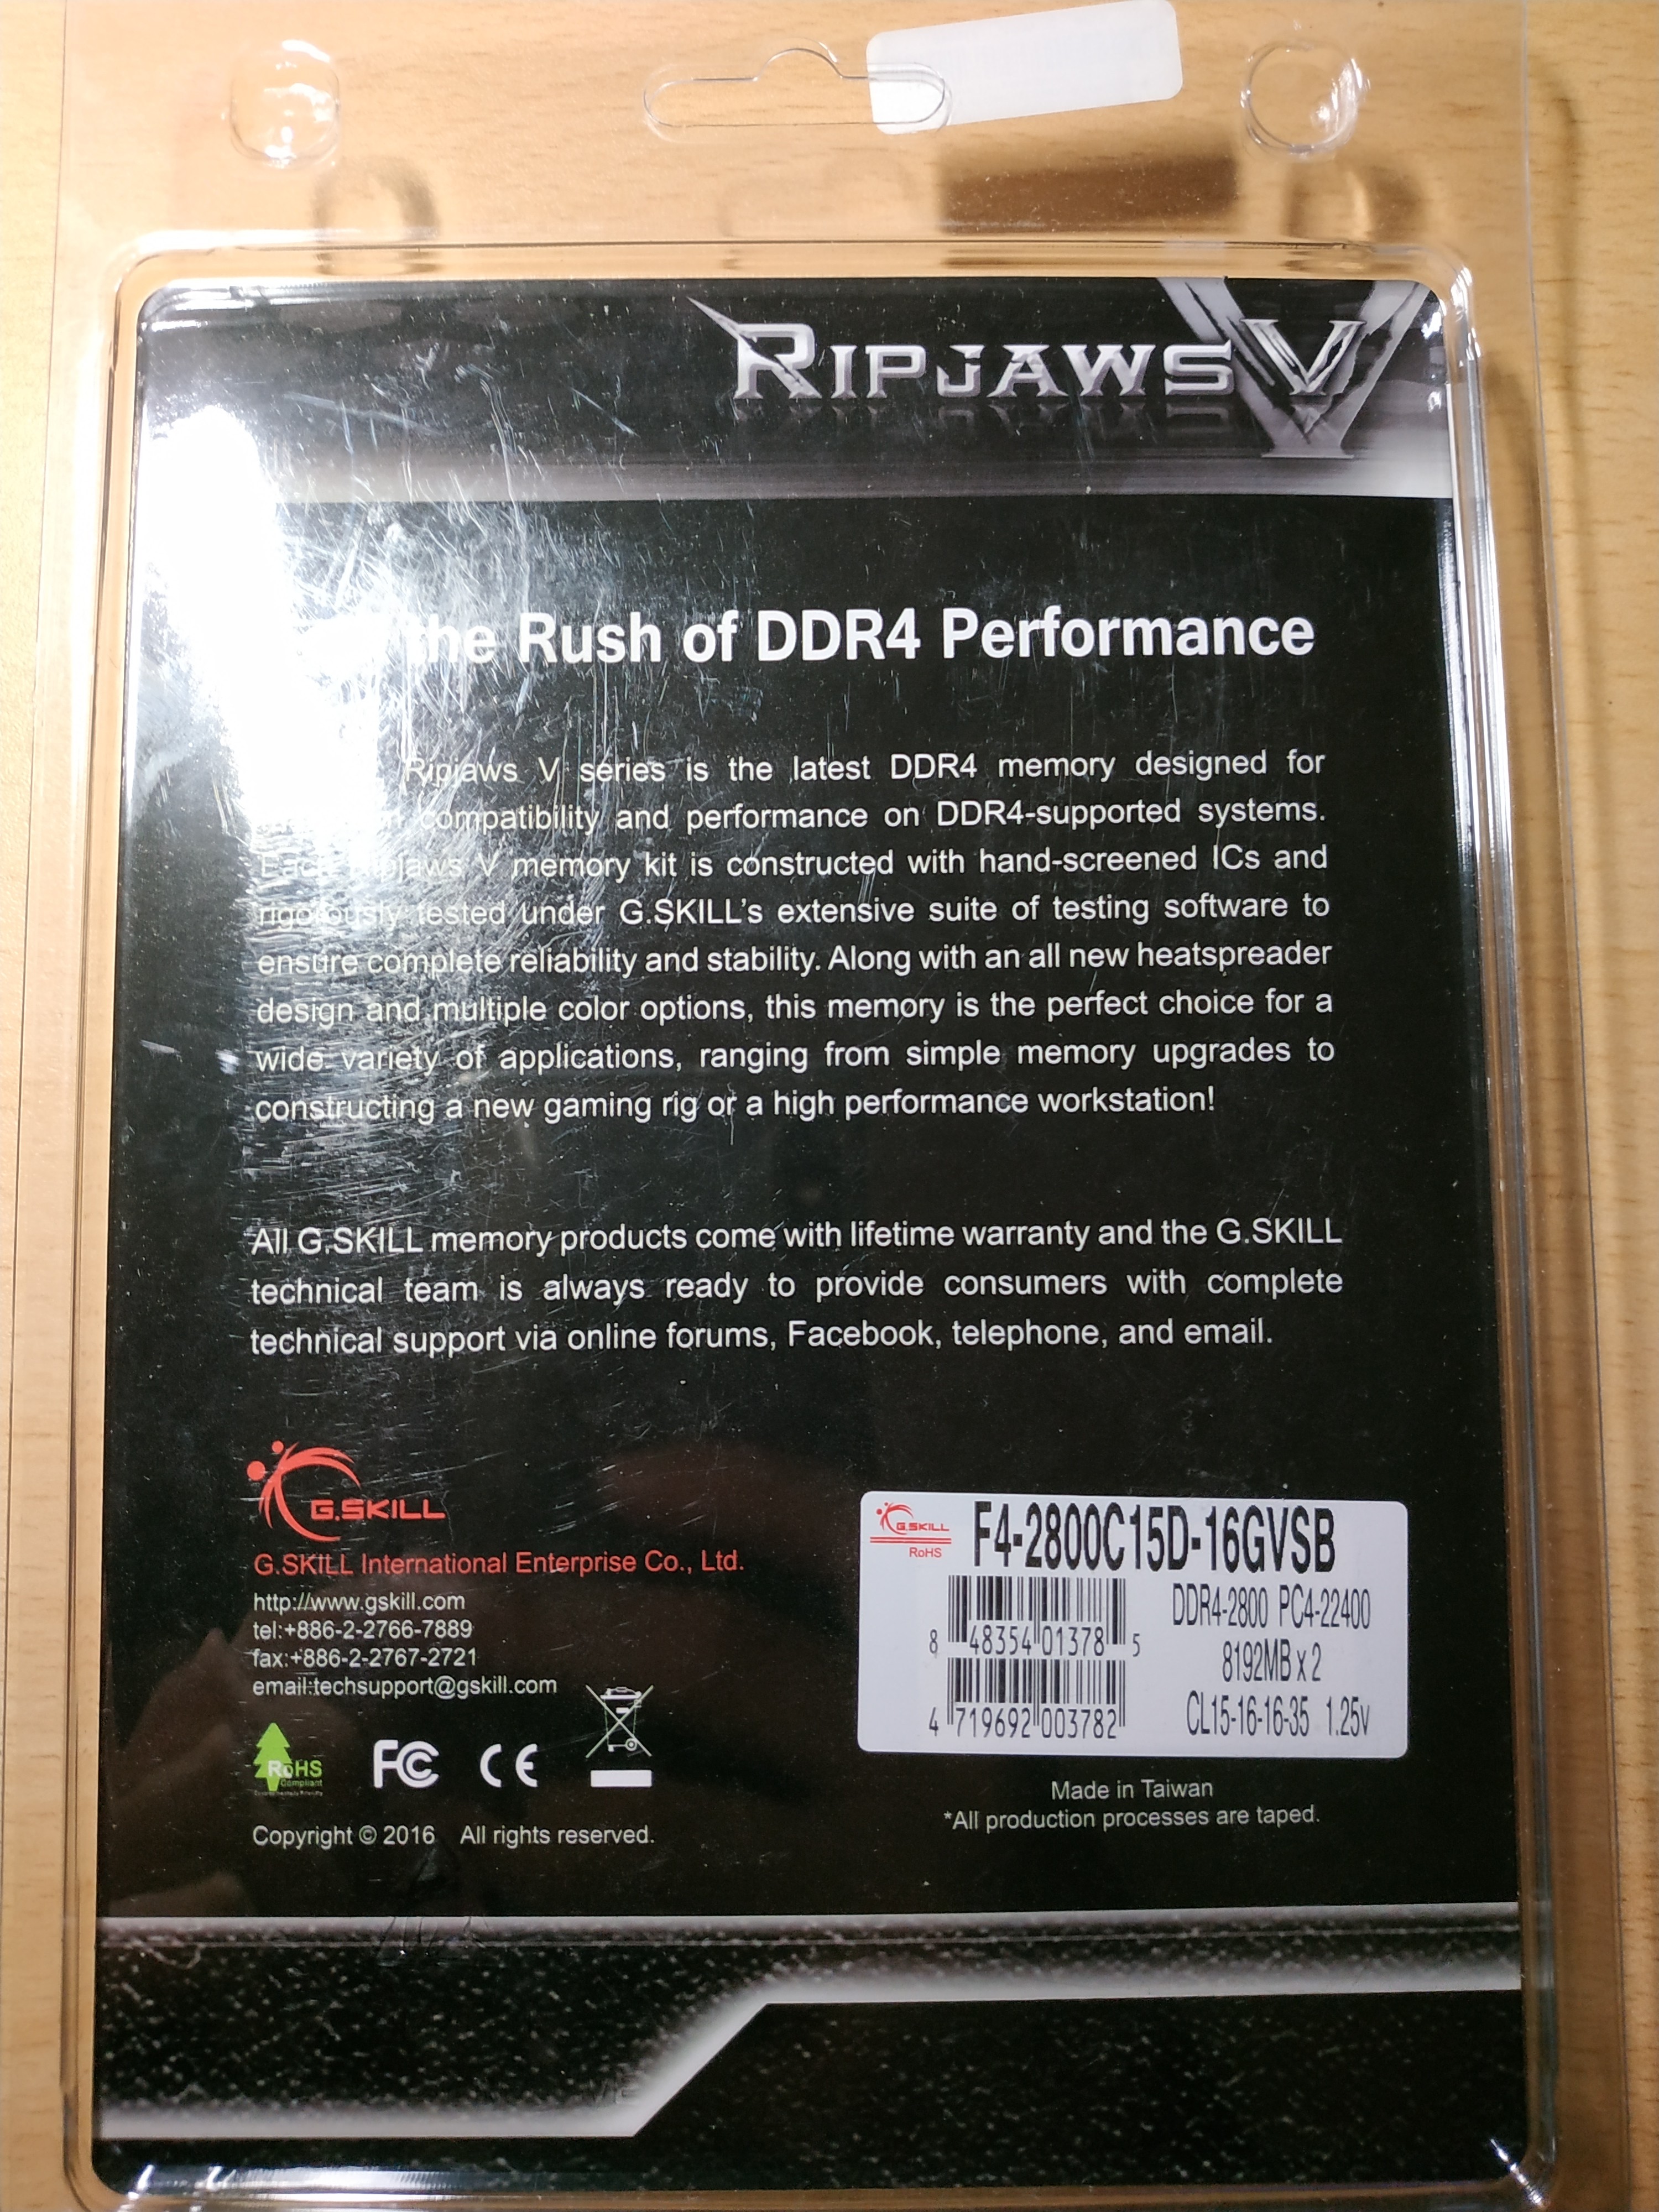 RIPJAWS V
the Rush of DDR4 Performance
Ripjaws V series is the latest DDR4 memory designed for
compatibility and performance on DDR4-supported systems.
Each Ripjaws V memory kit is constructed with hand-screened ICs and
rigorously tested under G.SKILL's extensive suite of testing software to
ensure complete reliability and stability. Along with an all new heatspreader
design and multiple color options, this memory is the perfect choice for a
wide variety of applications, ranging from simple memory upgrades to
constructing a new gaming rig or a high performance workstation!
All G.SKILL memory products come with lifetime warranty and the G.SKILL
technical team is always ready to provide consumers with complete
technical support via online forums, Facebook, telephone, and email.
G.SKILL
G.SKILL International Enterprise Co., Ltd.
http://www.gskill.com
tel:+886-2-2766-7889
fax:+886-2-2767-2721
email:techsupport@gskill.com
RoHS
Compliant
FC CE
Copyright © 2016 All rights reserved.
G.SKILL
RoHS
F4-2800C15D-16GVSB
DDR4-2800 PC4-22400
8 48354 01378 5
8192MB x 2
4 719692 003782
CL15-16-16-35 1.25v
Made in Taiwan
*All production processes are taped.